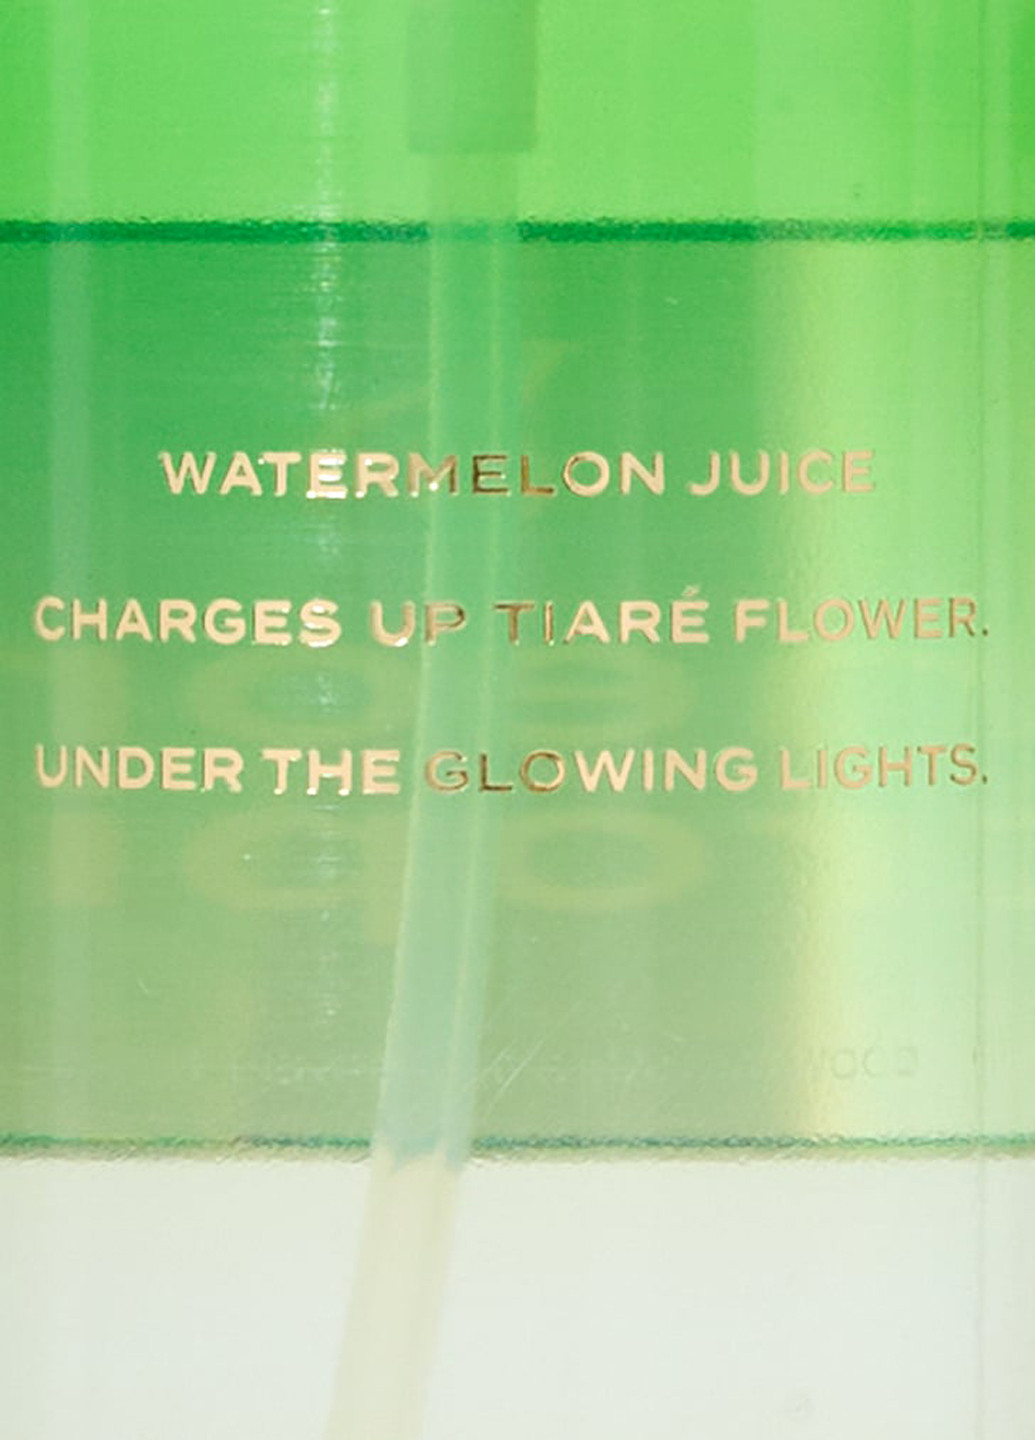 WATERMELON JUICE
CHARGES UP TIARÉ FLOWER.
UNDER THE GLOWING LIGHTS.